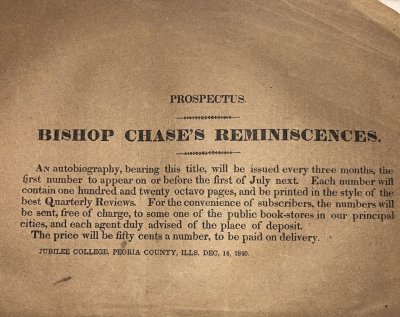 PROSPECTUS.
BISHOP CHASE'S REMINISCENCES.
An autobiography, bearing this title, will be issued every three months, the
first number to appear on or before the first of July next. Each number will
contain one hundred and twenty octavo pages, and be printed in the style of the
best Quarterly Reviews. For the convenience of subscribers, the numbers will
be sent, free of charge, to some one of the public book-stores in our principal
cities, and each agent duly advised of the place of deposit.
The price will be fifty cents a number, to be paid on delivery.
JUBILEE COLLEGE, PEORIA COUNTY, ILLS. DEC. 14, 1840.